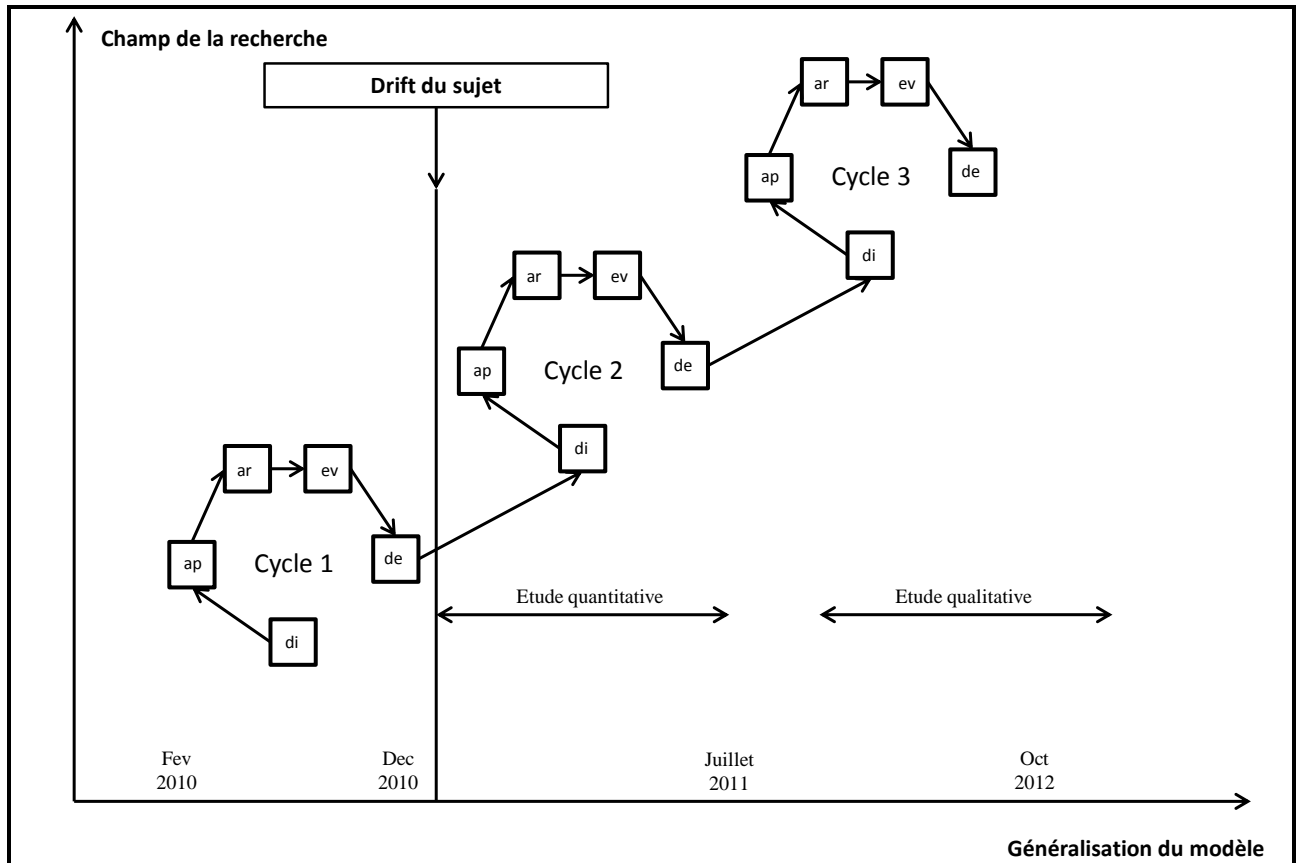 Champ de la recherche
Drift du sujet
ar
ev
ap
Cycle 3
de
di
ar
ev
ap
Cycle 2
de
di
ar
ev
ap
Cycle 1
de
di
Etude quantitative
Etude qualitative
Fev
2010
Dec
2010
Juillet
2011
Oct
2012
Généralisation du modèle